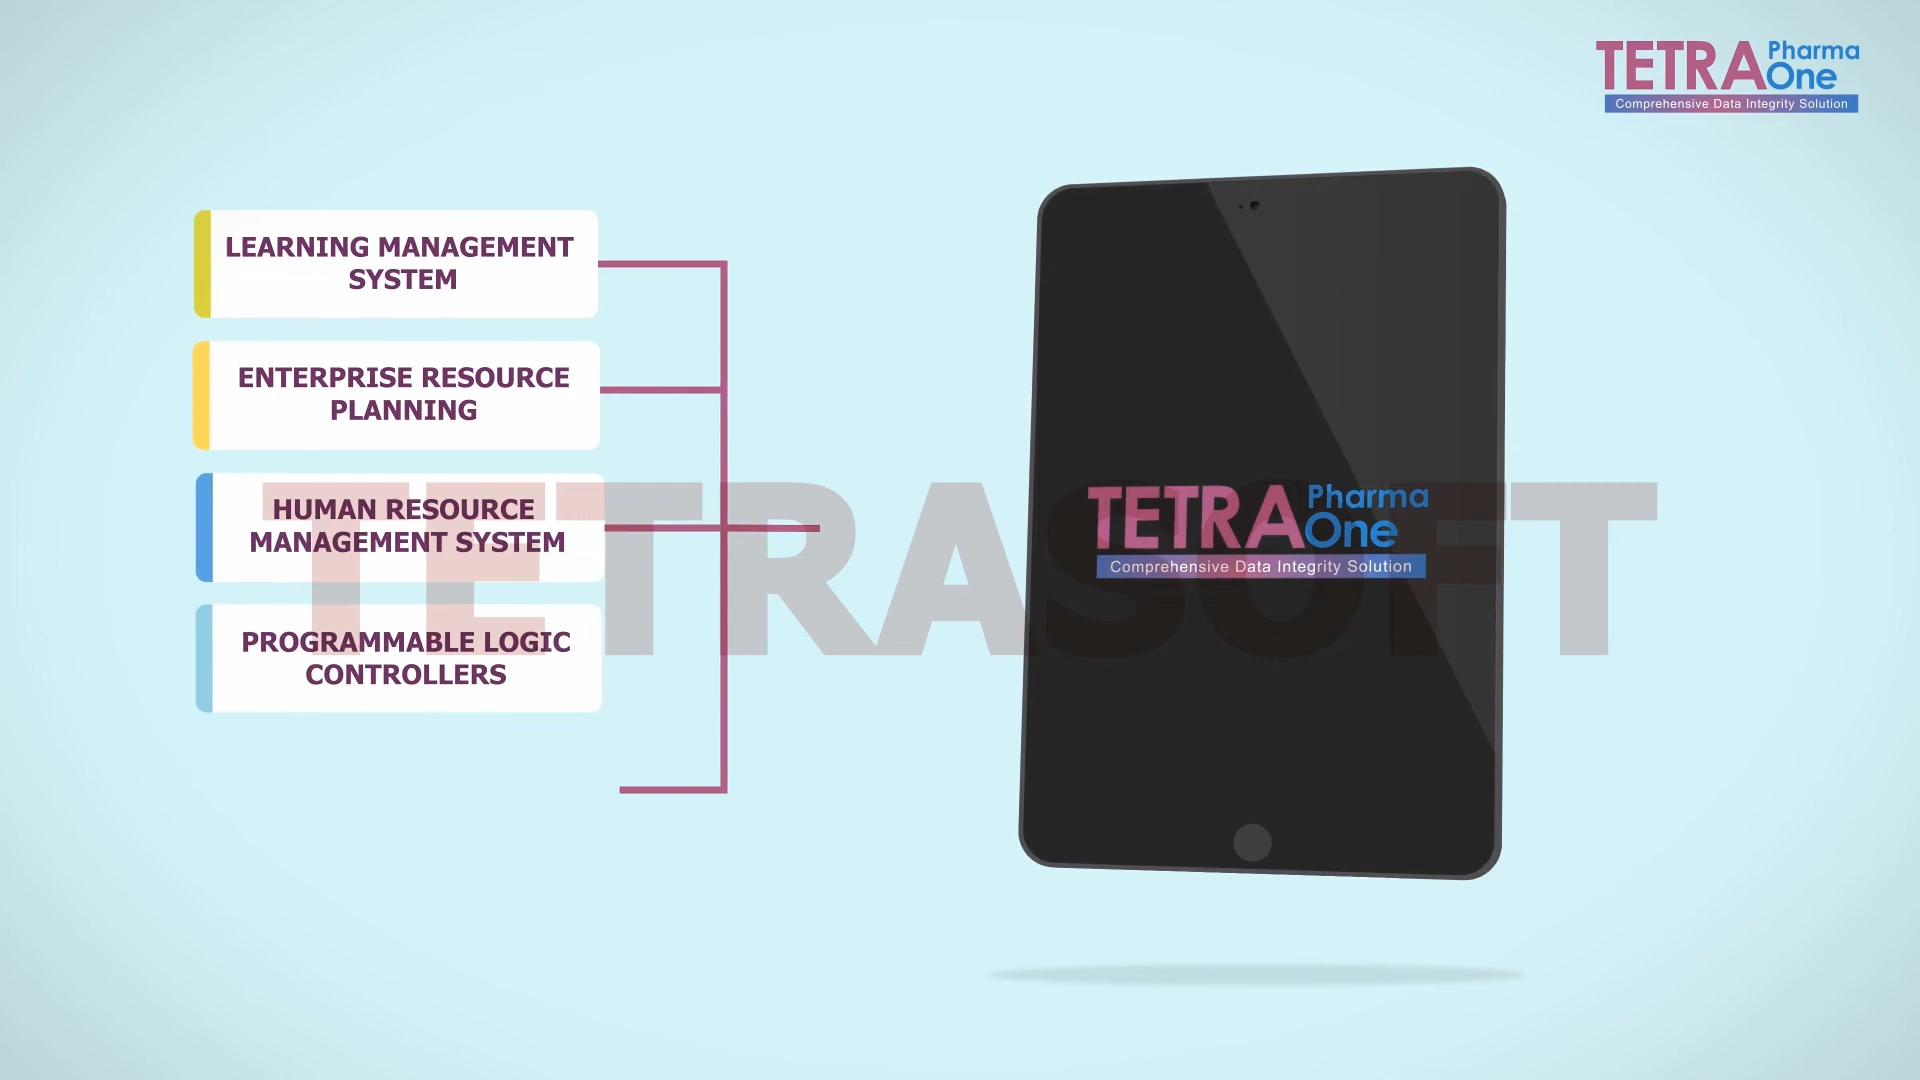 TETRA Pharma One
Comprehensive Data Integrity Solution
LEARNING MANAGEMENT
SYSTEM
ENTERPRISE RESOURCE
PLANNING
HUMAN RESOURCE
MANAGEMENT SYSTEM
PROGRAMMABLE LOGIC
CONTROLLERS
TETRASOFT
TETRA Pharma One
Comprehensive Data Integrity Solution